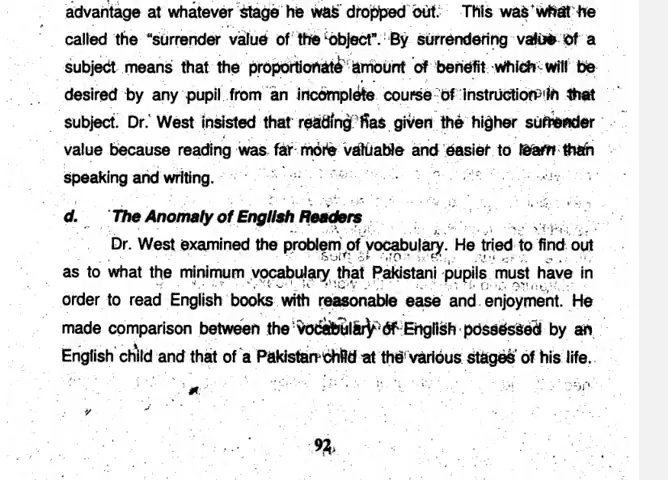 advantage at whatever stage he was dropped out. This was what he
called the “surrender value of the object”. By surrendering value of a
subject means that the proportionate amount of benefit which will be
desired by any pupil from an incomplete course of instruction in that
subject. Dr. West insisted that reading has given the higher surrender
value because reading was far more valuable and easier to learn than
speaking and writing.
d. The Anomaly of English Readers
Dr. West examined the problem of vocabulary. He tried to find out
as to what the minimum vocabulary that Pakistani pupils must have in
order to read English books with reasonable ease and enjoyment. He
made comparison between the vocabulary of English possessed by an
English child and that of a Pakistan child at the various stages of his life.
92